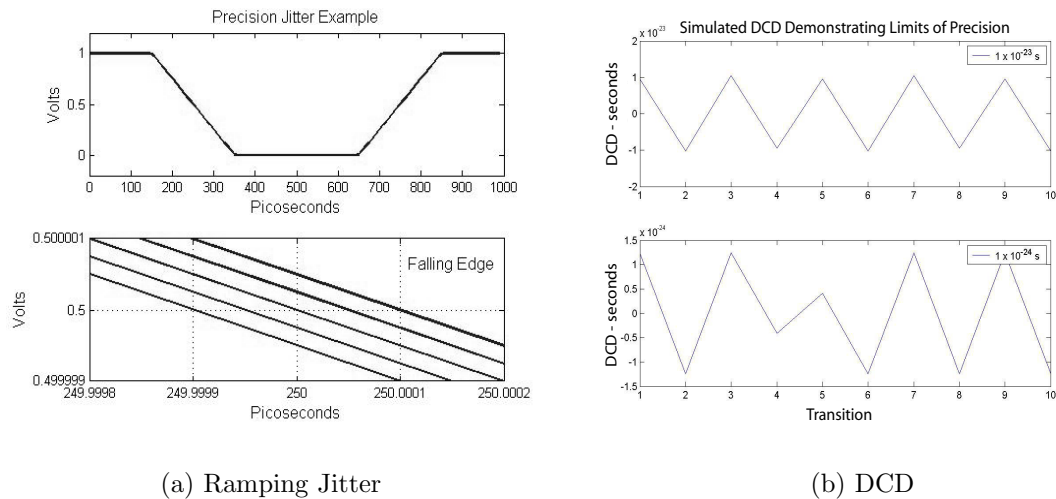 Precision Jitter Example
Volts
1
0.5
0
0 100 200 300 400 500 600 700 800 900 1000
Picoseconds
Volts
0.500001
0.5
0.499999
Falling Edge
249.9998 249.9999 250 250.0001 250.0002
Picoseconds
(a) Ramping Jitter
Simulated DCD Demonstrating Limits of Precision
x 10^-23
DCD - seconds
2
1
0
-1
-2
1 x 10^-23 s
1 2 3 4 5 6 7 8 9 10
x 10^-24
DCD - seconds
1.5
1
0.5
0
-0.5
-1
-1.5
1 x 10^-24 s
1 2 3 4 5 6 7 8 9 10
Transition
(b) DCD